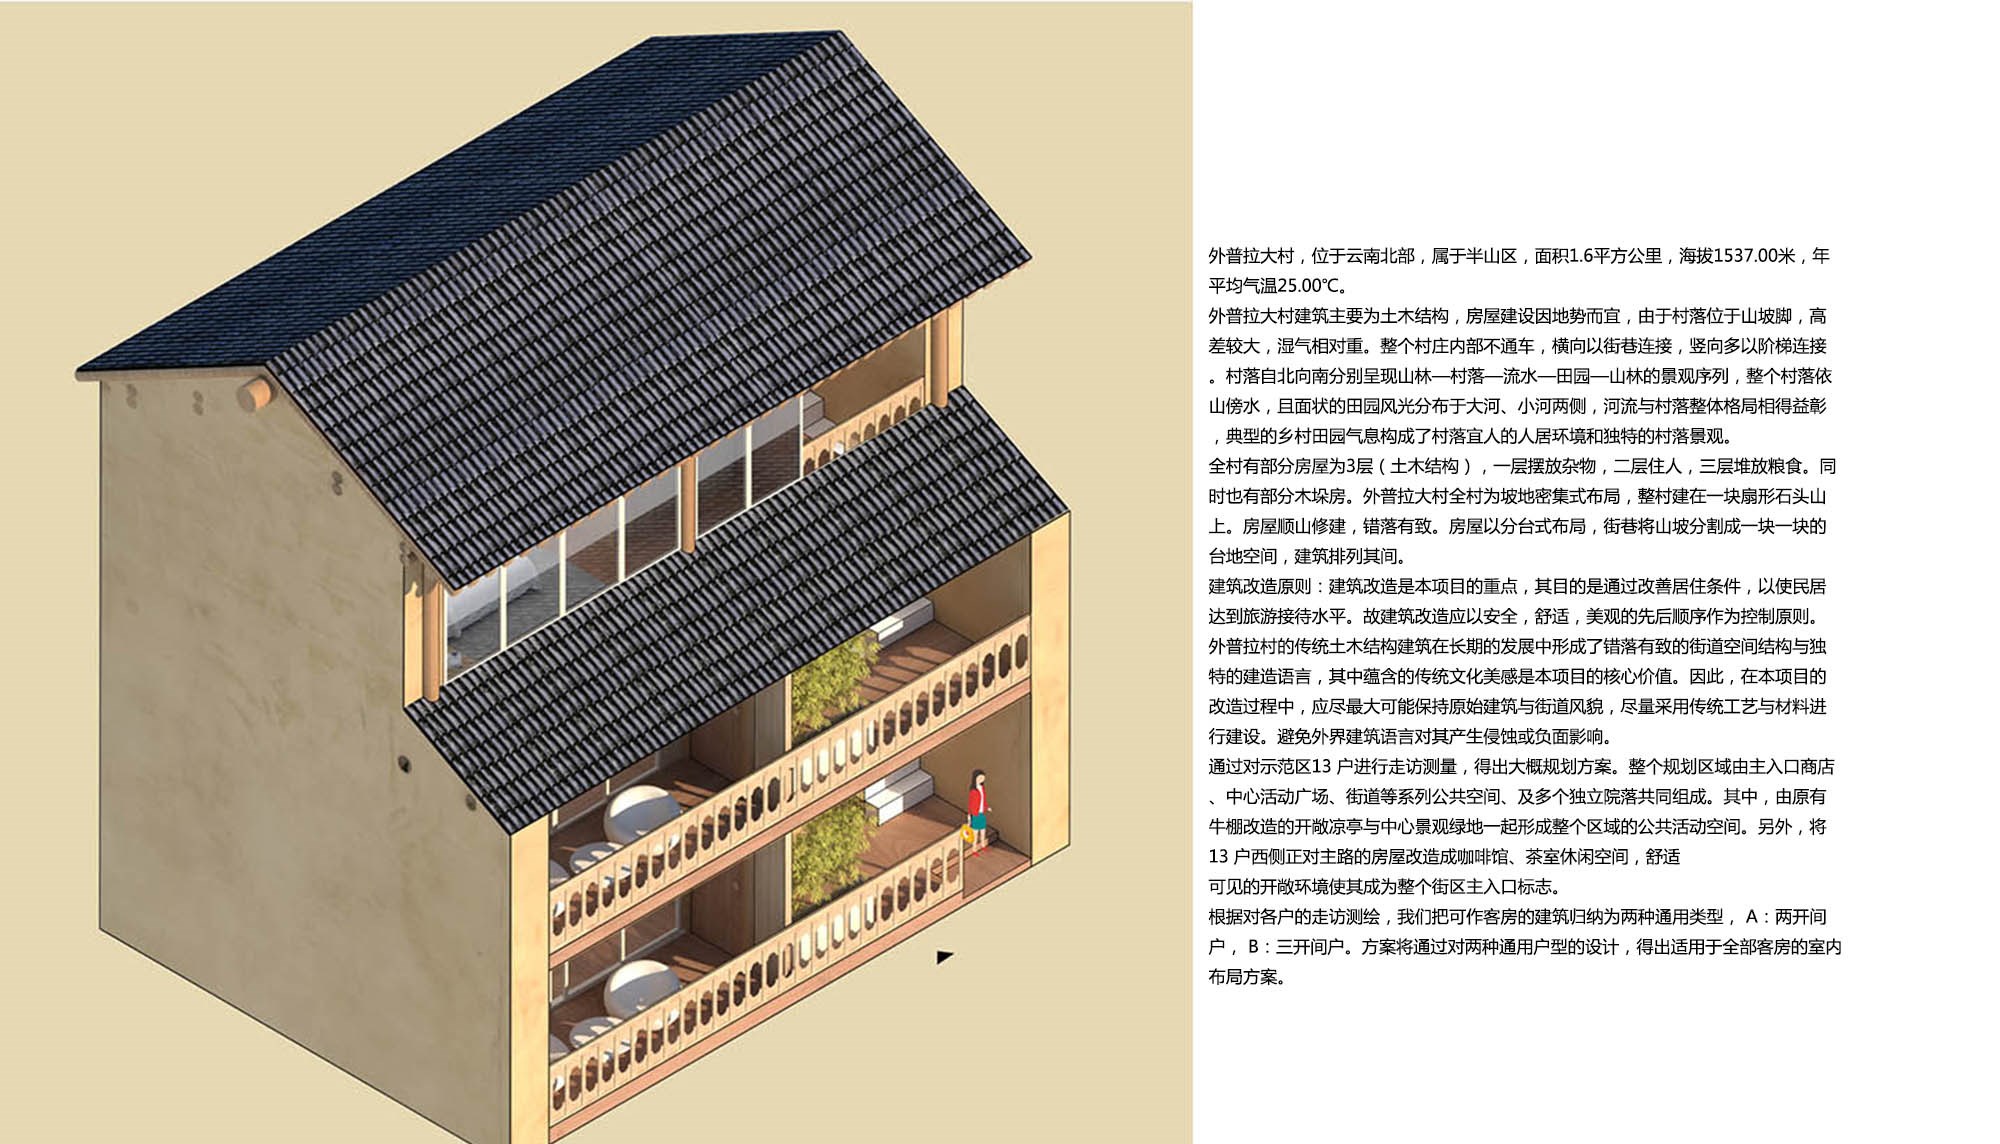 外普拉大村，位于云南北部，属于半山区，面积1.6平方公里，海拔1537.00米，年
平均气温25.00℃。
外普拉大村建筑主要为土木结构，房屋建设因地势而宜，由于村落位于山坡脚，高
差较大，湿气相对重。整个村庄内部不通车，横向以街巷连接，竖向多以阶梯连接
。村落自北向南分别呈现山林—村落—流水—田园—山林的景观序列，整个村落依
山傍水，且面状的田园风光分布于大河、小河两侧，河流与村落整体格局相得益彰
，典型的乡村田园气息构成了村落宜人的人居环境和独特的村落景观。
全村有部分房屋为3层（土木结构），一层摆放杂物，二层住人，三层堆放粮食。同
时也有部分木垛房。外普拉大村全村为坡地密集式布局，整村建在一块扇形石头山
上。房屋顺山修建，错落有致。房屋以分台式布局，街巷将山坡分割成一块一块的
台地空间，建筑排列其间。
建筑改造原则：建筑改造是本项目的重点，其目的是通过改善居住条件，以使民居
达到旅游接待水平。故建筑改造应以安全，舒适，美观的先后顺序作为控制原则。
外普拉村的传统土木结构建筑在长期的发展中形成了错落有致的街道空间结构与独
特的建造语言，其中蕴含的传统文化美感是本项目的核心价值。因此，在本项目的
改造过程中，应尽最大可能保持原始建筑与街道风貌，尽量采用传统工艺与材料进
行建设。避免外界建筑语言对其产生侵蚀或负面影响。
通过对示范区13 户进行走访测量，得出大概规划方案。整个规划区域由主入口商店
、中心活动广场、街道等系列公共空间、及多个独立院落共同组成。其中，由原有
牛棚改造的开敞凉亭与中心景观绿地一起形成整个区域的公共活动空间。另外，将
13 户西侧正对主路的房屋改造成咖啡馆、茶室休闲空间，舒适
可见的开敞环境使其成为整个街区主入口标志。
根据对各户的走访测绘，我们把可作客房的建筑归纳为两种通用类型， A：两开间
户， B：三开间户。方案将通过对两种通用户型的设计，得出适用于全部客房的室内
布局方案。